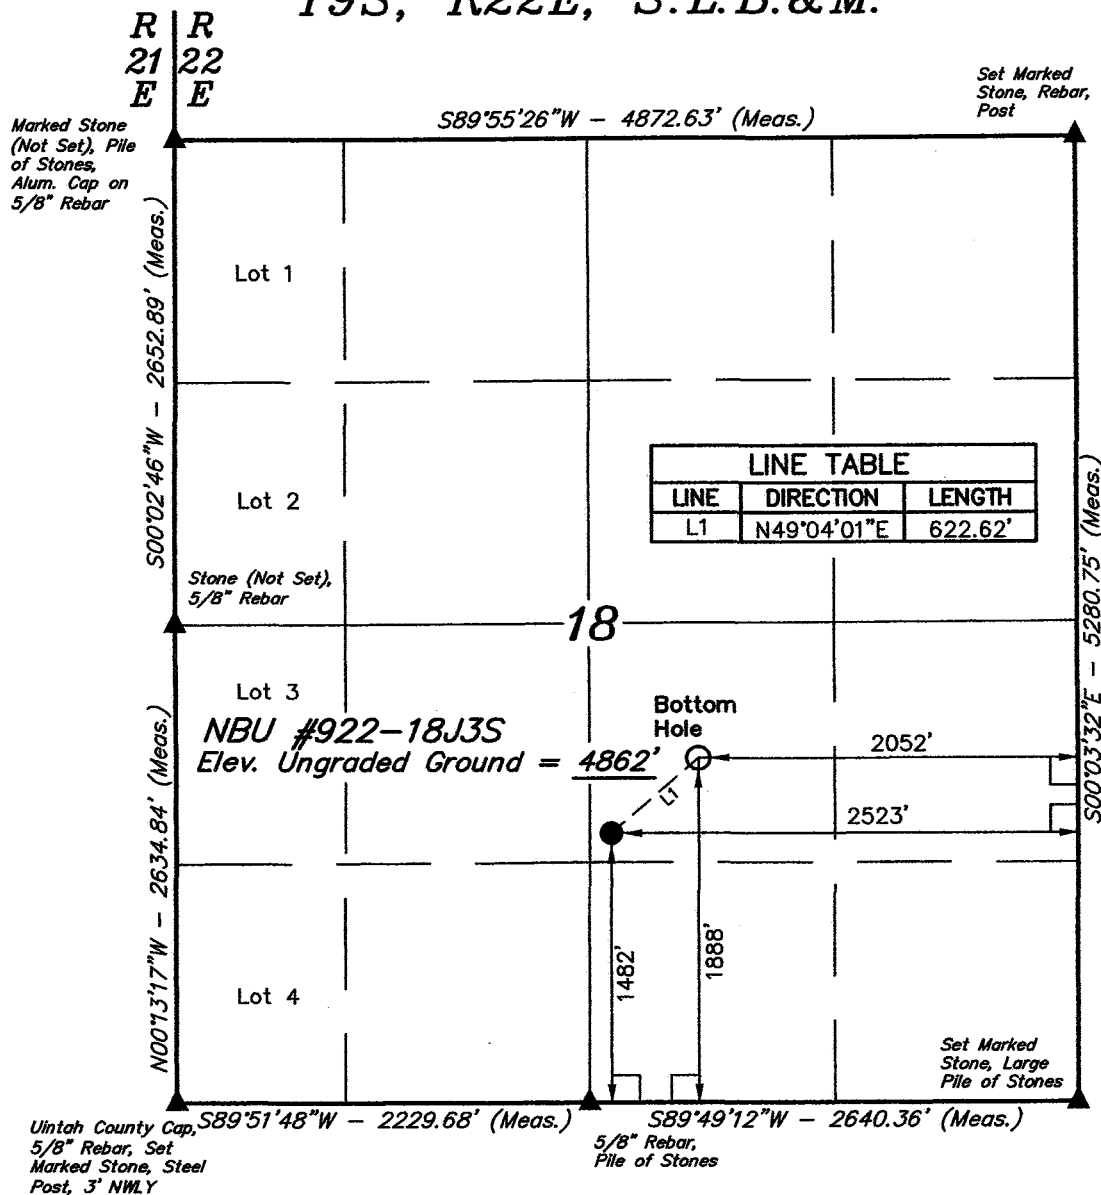 T9S, R22E, S.L.B.&M.
R R
21 22
E E
Set Marked
Stone, Rebar,
Post
Marked Stone
(Not Set), Pile
of Stones,
Alum. Cap on
5/8" Rebar
S89°55'26"W - 4872.63' (Meas.)
S00°02'46"W - 2652.89' (Meas.)
Lot 1
LINE TABLE
LINE DIRECTION LENGTH
L1 N49°04'01"E 622.62'
Lot 2
Stone (Not Set),
5/8" Rebar
18
S00°03'32"E - 5280.75' (Meas.)
Lot 3
Bottom
Hole
NBU #922-18J3S
Elev. Ungraded Ground = 4862'
L1
2052'
2523'
N00°13'17"W - 2634.84' (Meas.)
1482'
1888'
Lot 4
Set Marked
Stone, Large
Pile of Stones
S89°51'48"W - 2229.68' (Meas.)
S89°49'12"W - 2640.36' (Meas.)
Uintah County Cap,
5/8" Rebar, Set
Marked Stone, Steel
Post, 3' NWLY
5/8" Rebar,
Pile of Stones